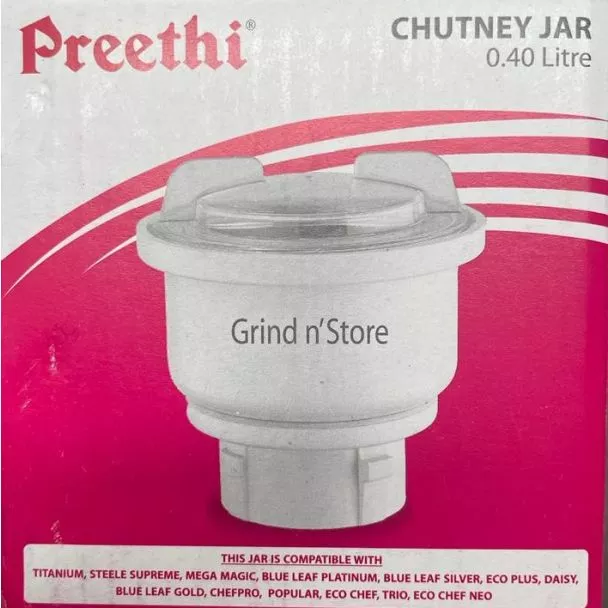 Preethi®
CHUTNEY JAR
0.40 Litre
Grind n'Store
THIS JAR IS COMPATIBLE WITH
TITANIUM, STEELE SUPREME, MEGA MAGIC, BLUE LEAF PLATINUM, BLUE LEAF SILVER, ECO PLUS, DAISY,
BLUE LEAF GOLD, CHEFPRO, POPULAR, ECO CHEF, TRIO, ECO CHEF NEO